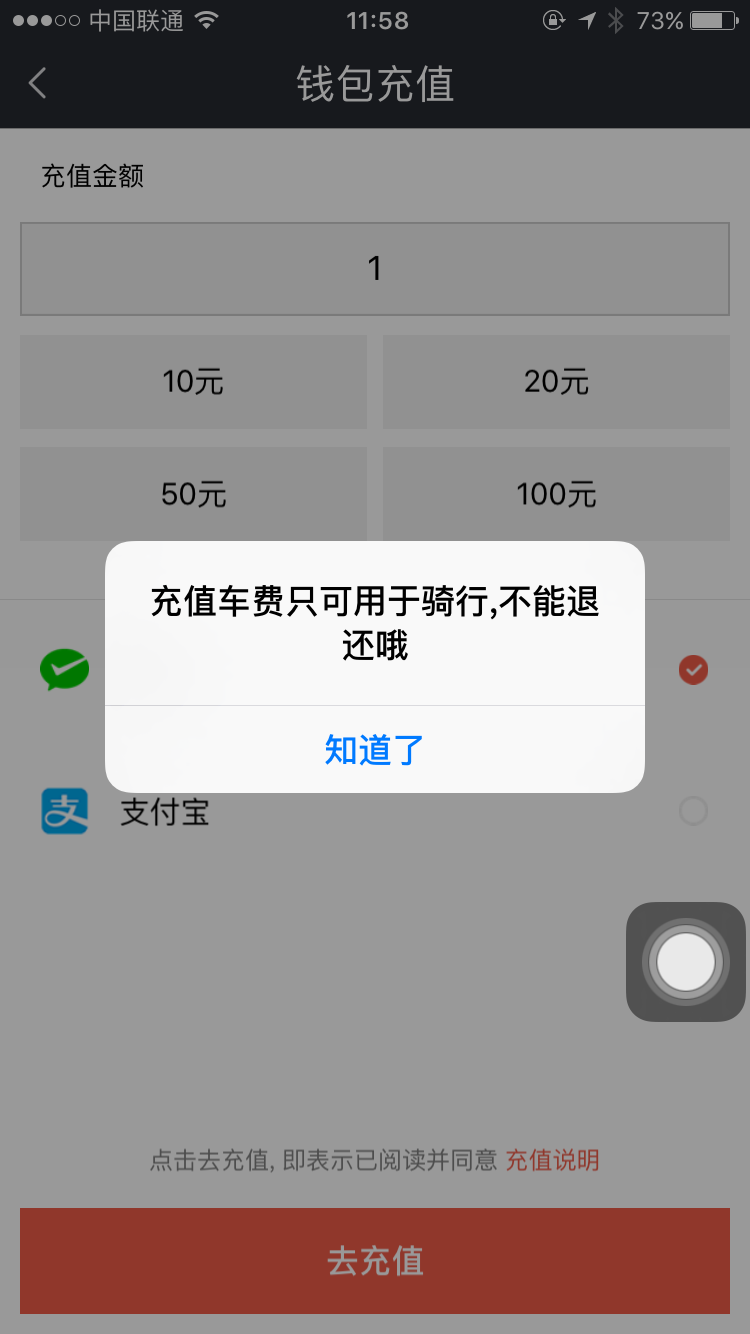 中国联通 11:58 73%
钱包充值
充值金额
1
10元 20元
50元 100元
充值车费只可用于骑行,不能退
还哦
知道了
支 支付宝
点击去充值, 即表示已阅读并同意 充值说明
去充值